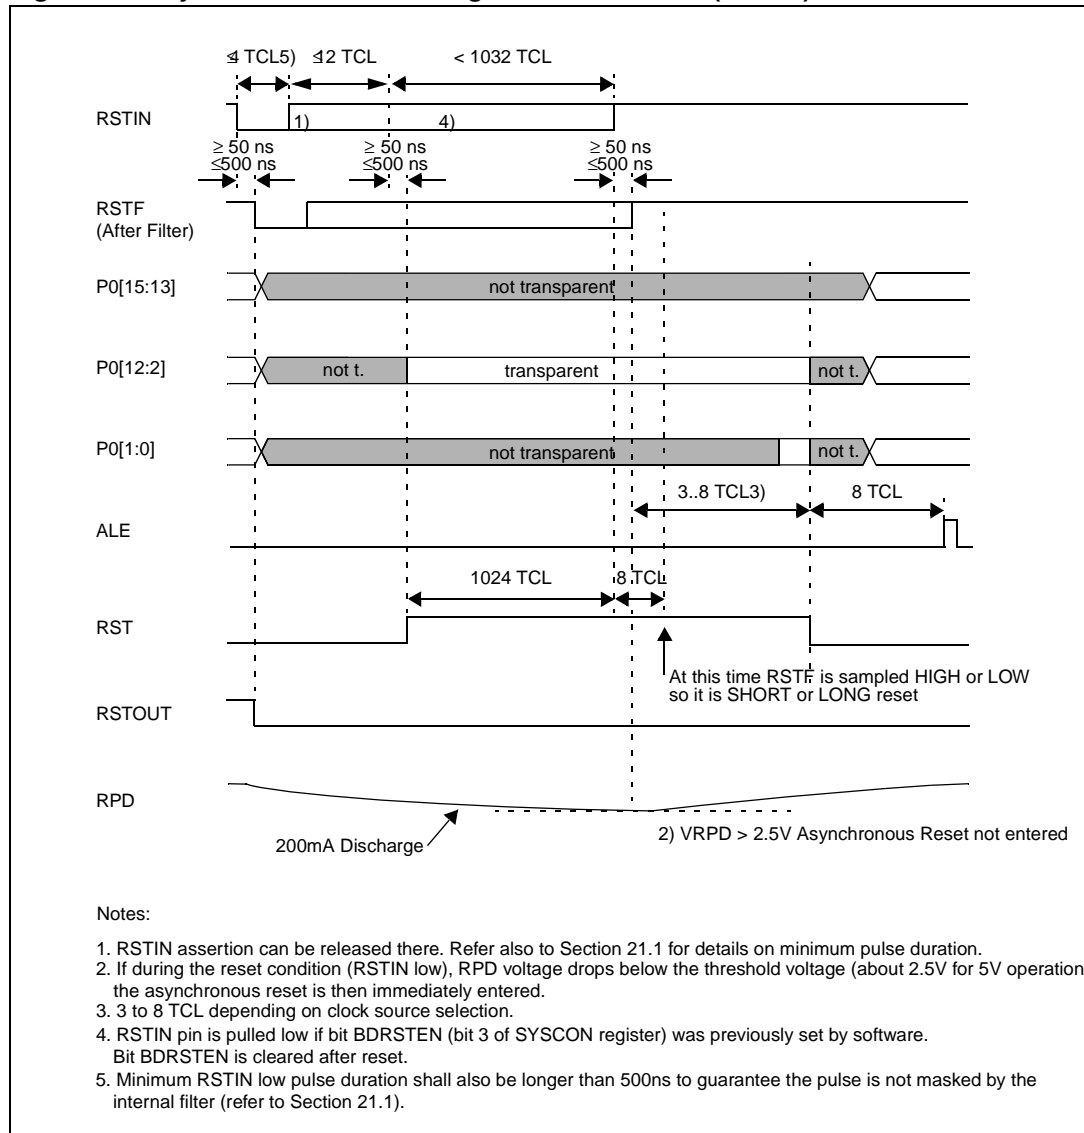 ≤4 TCL5) ≤12 TCL < 1032 TCL
RSTIN
1) 4)
≥ 50 ns ≥ 50 ns ≥ 50 ns
≤500 ns ≤500 ns ≤500 ns
RSTF
(After Filter)
P0[15:13] not transparent
P0[12:2] not t. transparent not t.
P0[1:0] not transparent not t.
3..8 TCL3) 8 TCL
ALE
1024 TCL 8 TCL
RST
At this time RSTF is sampled HIGH or LOW
so it is SHORT or LONG reset
RSTOUT
RPD
200mA Discharge
2) VRPD > 2.5V Asynchronous Reset not entered
Notes:
1. RSTIN assertion can be released there. Refer also to Section 21.1 for details on minimum pulse duration.
2. If during the reset condition (RSTIN low), RPD voltage drops below the threshold voltage (about 2.5V for 5V operation
the asynchronous reset is then immediately entered.
3. 3 to 8 TCL depending on clock source selection.
4. RSTIN pin is pulled low if bit BDRSTEN (bit 3 of SYSCON register) was previously set by software.
Bit BDRSTEN is cleared after reset.
5. Minimum RSTIN low pulse duration shall also be longer than 500ns to guarantee the pulse is not masked by the
internal filter (refer to Section 21.1).